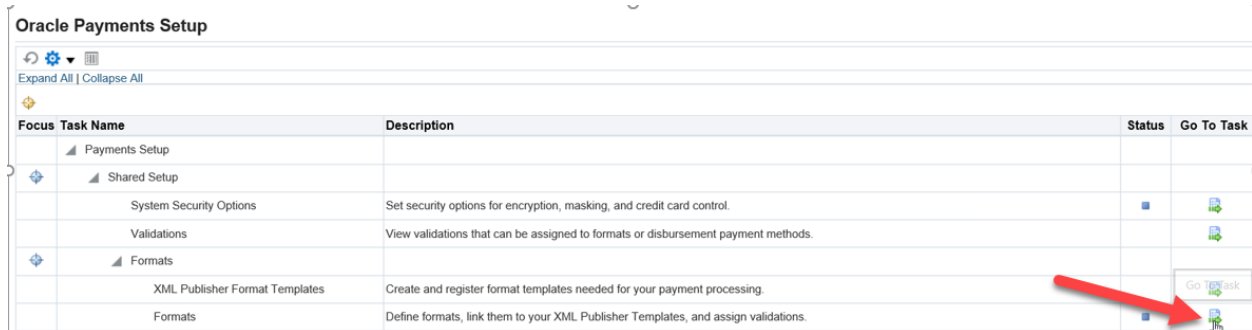 Oracle Payments Setup
Expand All | Collapse All
Focus Task Name Description Status Go To Task
Payments Setup
Shared Setup
System Security Options Set security options for encryption, masking, and credit card control.
Validations View validations that can be assigned to formats or disbursement payment methods.
Formats
XML Publisher Format Templates Create and register format templates needed for your payment processing.
Go To Task
Formats Define formats, link them to your XML Publisher Templates, and assign validations.